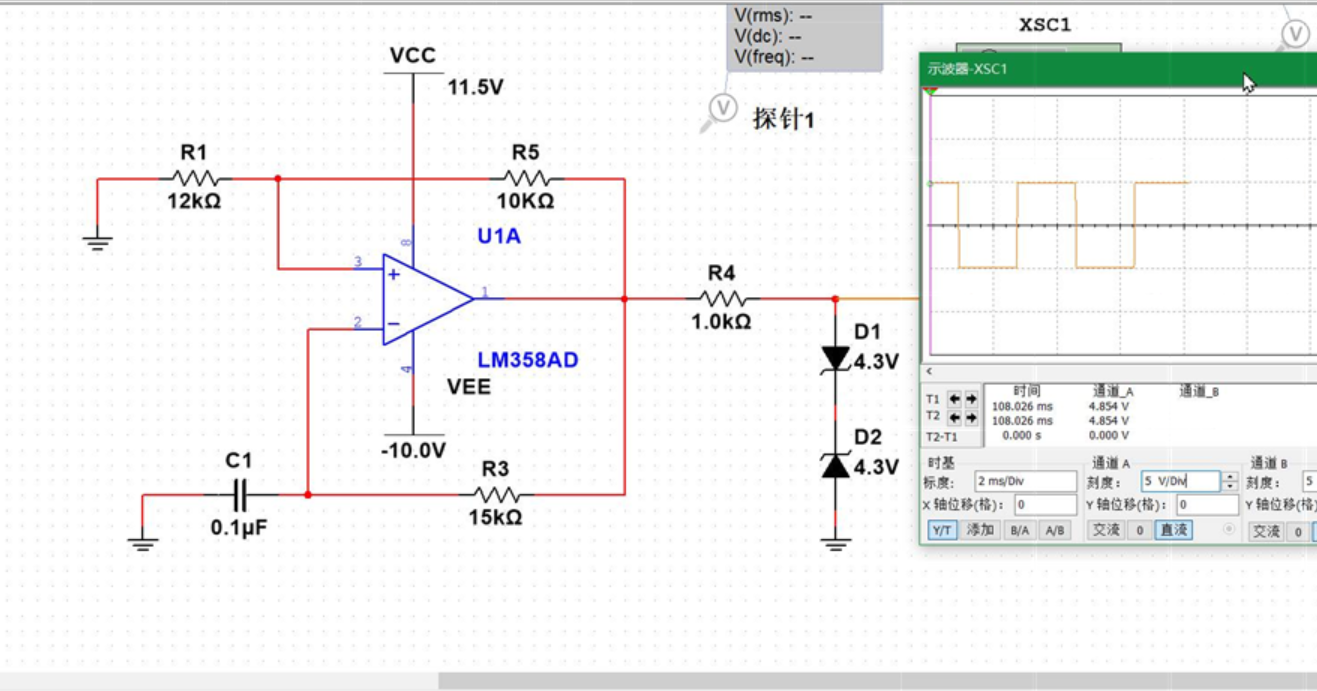 V(rms): --
V(dc): --
V(freq): --
V
探针1
XSC1
V
VCC
11.5V
R1
12kΩ
R5
10KΩ
U1A
8
3
+
1
2
−
4
LM358AD
VEE
-10.0V
R4
1.0kΩ
D1
4.3V
D2
4.3V
C1
0.1µF
R3
15kΩ
示波器-XSC1
<
时间 通道_A 通道_B
T1 108.026 ms 4.854 V
T2 108.026 ms 4.854 V
T2-T1 0.000 s 0.000 V
时基 通道 A 通道 B
标度: 2 ms/Div 刻度: 5 V/Div 刻度: 5
X 轴位移(格): 0 Y 轴位移(格): 0 Y 轴位移(格)
Y/T 添加 B/A A/B 交流 0 直流 交流 0